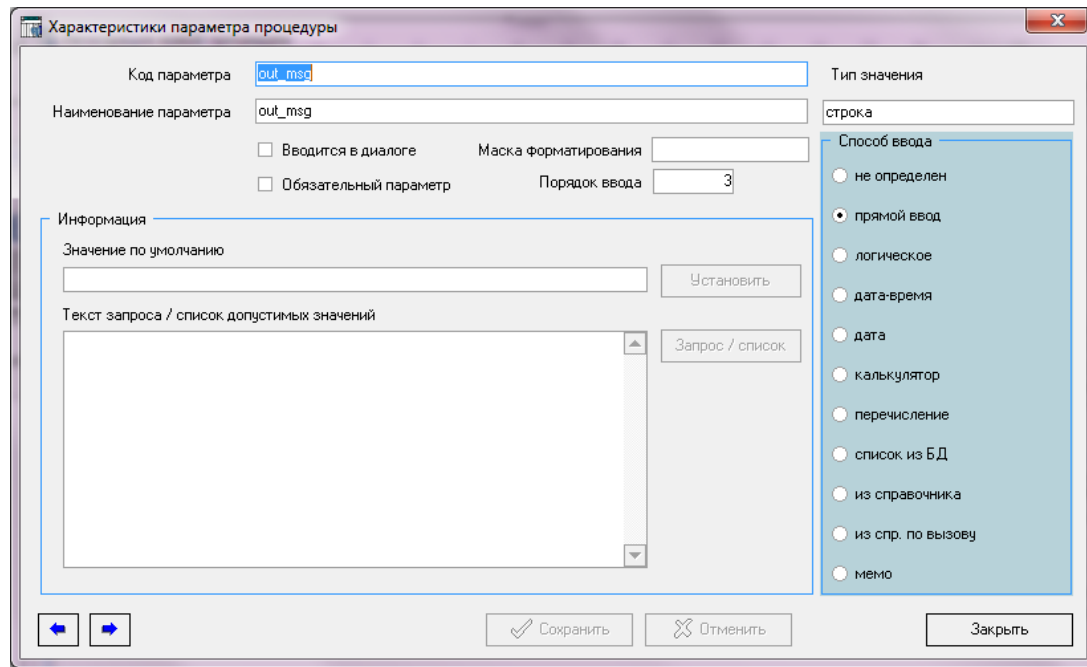 Характеристики параметра процедуры
Код параметра
out_msg
Тип значения
Наименование параметра
out_msg
строка
Вводится в диалоге
Маска форматирования
Обязательный параметр
Порядок ввода
3
Способ ввода
не определен
прямой ввод
логическое
дата-время
дата
калькулятор
перечисление
список из БД
из справочника
из спр. по вызову
мемо
Информация
Значение по умолчанию
Установить
Текст запроса / список допустимых значений
Запрос / список
Сохранить
Отменить
Закрыть